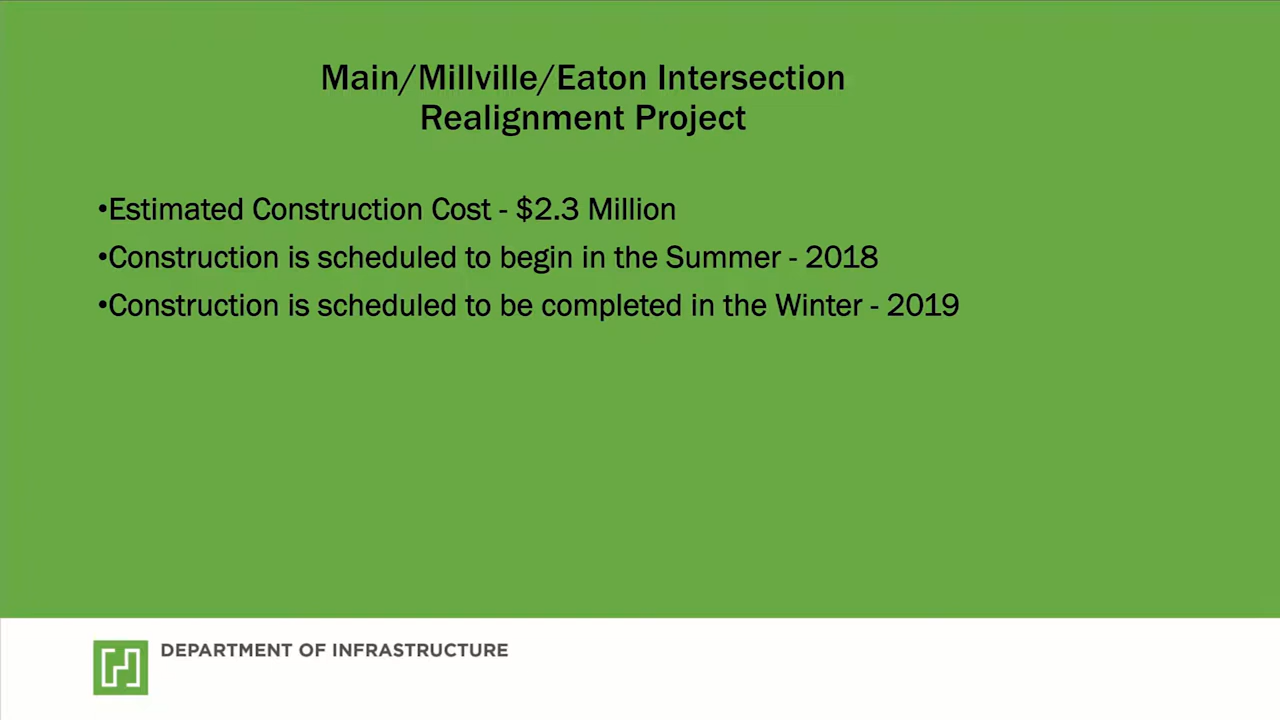 Main/Millville/Eaton Intersection
Realignment Project
•Estimated Construction Cost - $2.3 Million
•Construction is scheduled to begin in the Summer - 2018
•Construction is scheduled to be completed in the Winter - 2019
DEPARTMENT OF INFRASTRUCTURE